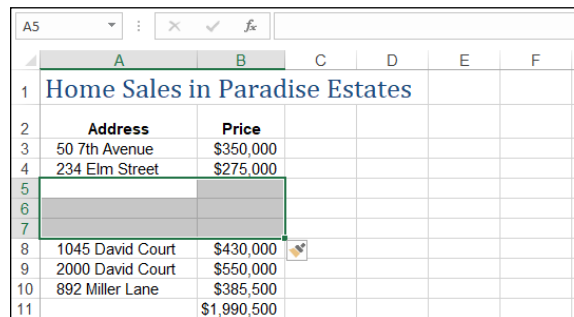 A5 fx
A B C D E F
1 Home Sales in Paradise Estates
2 Address Price
3 50 7th Avenue $350,000
4 234 Elm Street $275,000
5
6
7
8 1045 David Court $430,000
9 2000 David Court $550,000
10 892 Miller Lane $385,500
11 $1,990,500